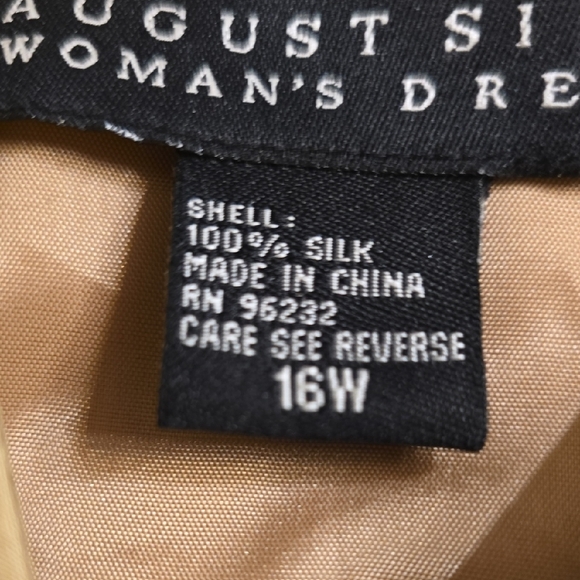 AUGUST SI
WOMAN'S DRE
SHELL:
100% SILK
MADE IN CHINA
RN 96232
CARE SEE REVERSE
16W